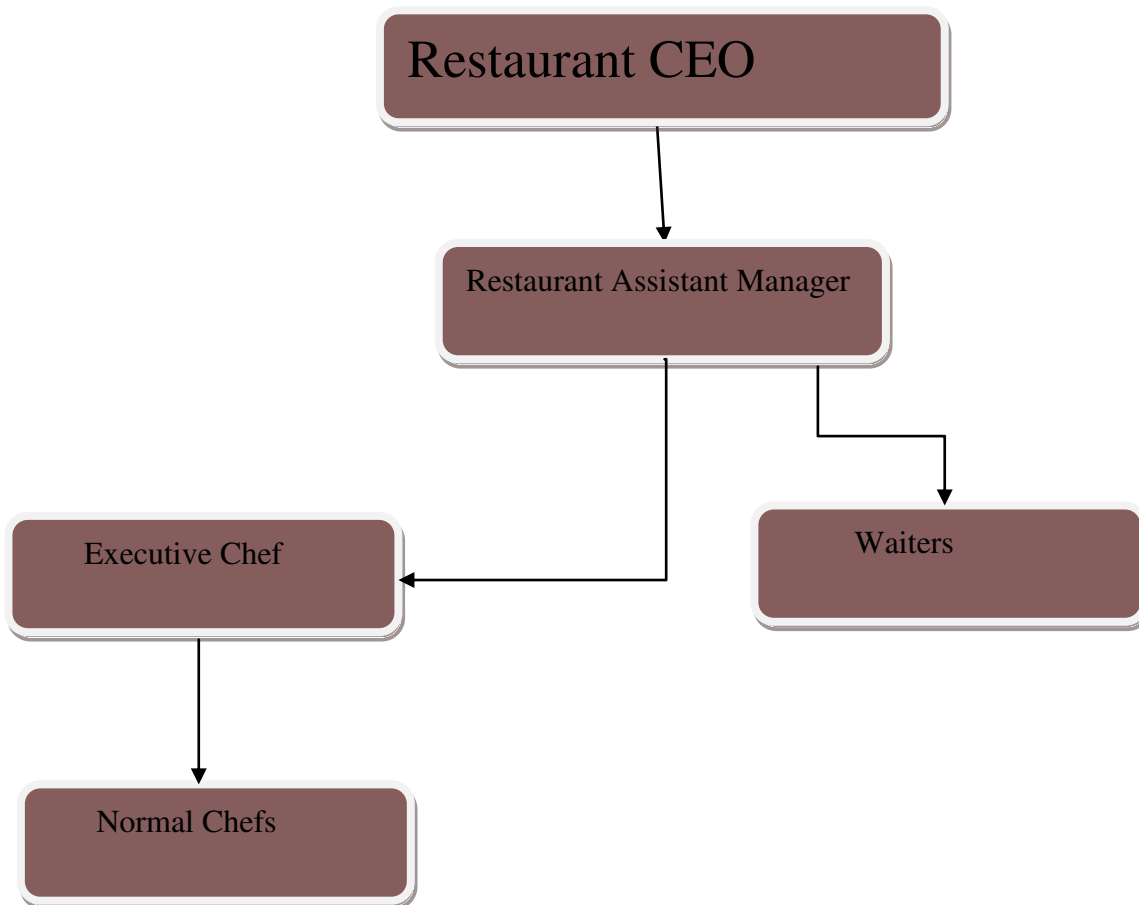 Restaurant CEO
Restaurant Assistant Manager
Executive Chef
Waiters
Normal Chefs